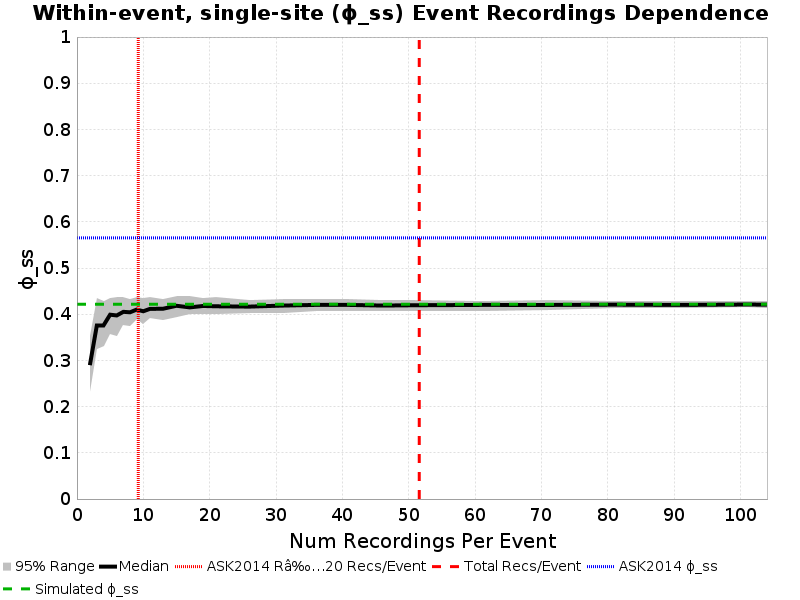 Within-event, single-site (ϕ_ss) Event Recordings Dependence
1
0.9
0.8
0.7
0.6
0.5
0.4
0.3
0.2
0.1
0
ϕ_ss
0 10 20 30 40 50 60 70 80 90 100
Num Recordings Per Event
95% Range Median ASK2014 Râ‰…20 Recs/Event Total Recs/Event ASK2014 ϕ_ss
Simulated ϕ_ss